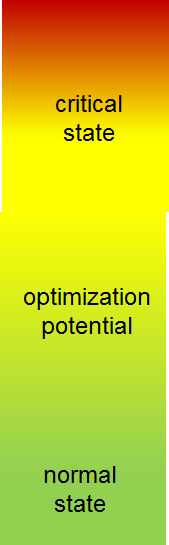 critical
state
optimization
potential
normal
state